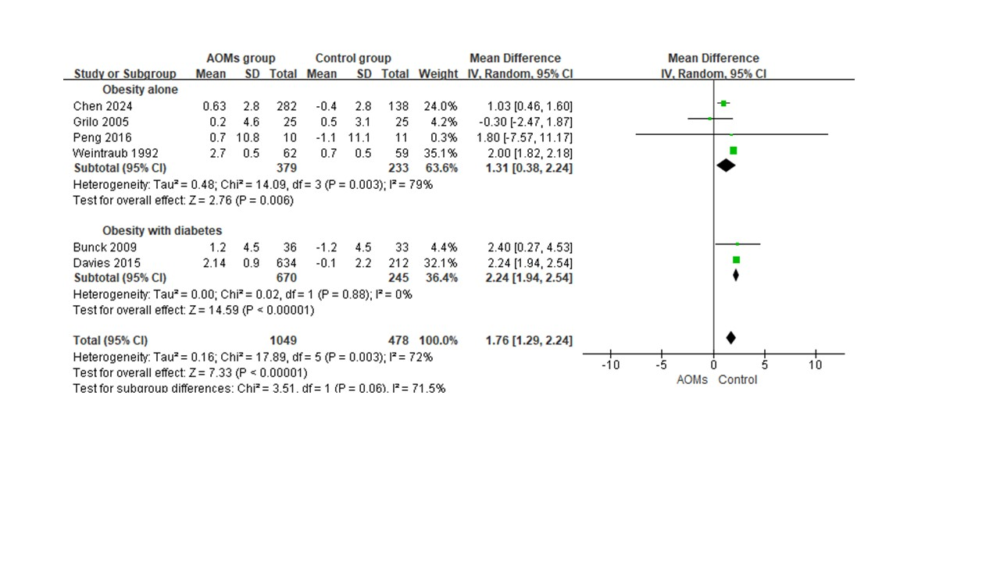 AOMs group Control group Mean Difference Mean Difference
Study or Subgroup Mean SD Total Mean SD Total Weight IV, Random, 95% CI IV, Random, 95% CI
Obesity alone
Chen 2024 0.63 2.8 282 -0.4 2.8 138 24.0% 1.03 [0.46, 1.60]
Grilo 2005 0.2 4.6 25 0.5 3.1 25 4.2% -0.30 [-2.47, 1.87]
Peng 2016 0.7 10.8 10 -1.1 11.1 11 0.3% 1.80 [-7.57, 11.17]
Weintraub 1992 2.7 0.5 62 0.7 0.5 59 35.1% 2.00 [1.82, 2.18]
Subtotal (95% CI) 379 233 63.6% 1.31 [0.38, 2.24]
Heterogeneity: Tau² = 0.48; Chi² = 14.09, df = 3 (P = 0.003); I² = 79%
Test for overall effect: Z = 2.76 (P = 0.006)
Obesity with diabetes
Bunck 2009 1.2 4.5 36 -1.2 4.5 33 4.4% 2.40 [0.27, 4.53]
Davies 2015 2.14 0.9 634 -0.1 2.2 212 32.1% 2.24 [1.94, 2.54]
Subtotal (95% CI) 670 245 36.4% 2.24 [1.94, 2.54]
Heterogeneity: Tau² = 0.00; Chi² = 0.02, df = 1 (P = 0.88); I² = 0%
Test for overall effect: Z = 14.59 (P < 0.00001)
Total (95% CI) 1049 478 100.0% 1.76 [1.29, 2.24]
Heterogeneity: Tau² = 0.16; Chi² = 17.89, df = 5 (P = 0.003); I² = 72%
Test for overall effect: Z = 7.33 (P < 0.00001)
Test for subgroup differences: Chi² = 3.51, df = 1 (P = 0.06), I² = 71.5%
-10 -5 0 5 10
AOMs Control